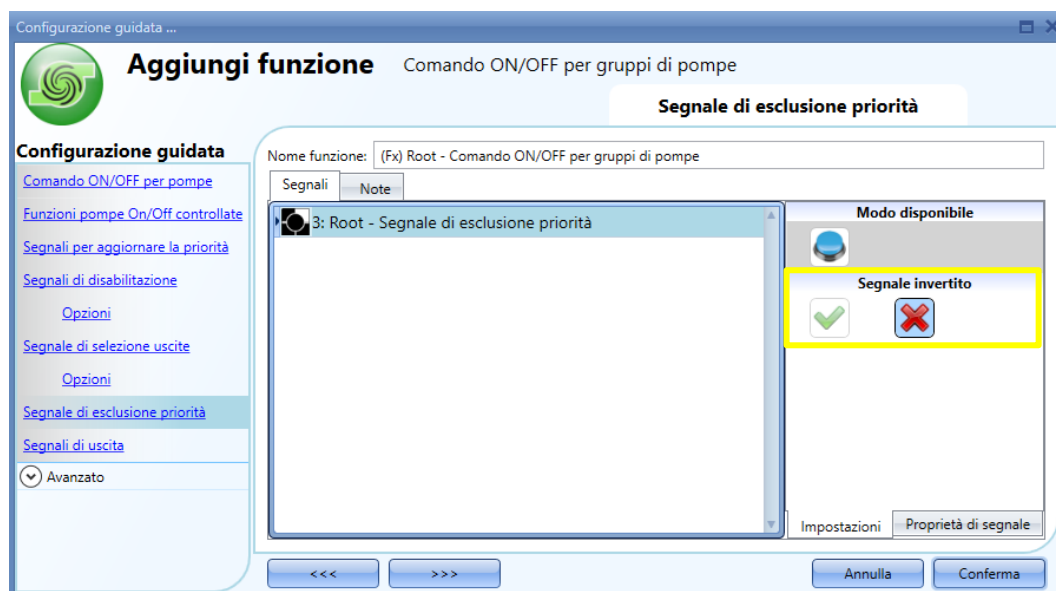 Configurazione guidata ...
Aggiungi funzione Comando ON/OFF per gruppi di pompe
Segnale di esclusione priorità
Configurazione guidata
Comando ON/OFF per pompe
Funzioni pompe On/Off controllate
Segnali per aggiornare la priorità
Segnali di disabilitazione
Opzioni
Segnale di selezione uscite
Opzioni
Segnale di esclusione priorità
Segnali di uscita
Avanzato
Nome funzione: (Fx) Root - Comando ON/OFF per gruppi di pompe
Segnali Note
3: Root - Segnale di esclusione priorità
Modo disponibile
Segnale invertito
Impostazioni Proprietà di segnale
<<< >>> Annulla Conferma